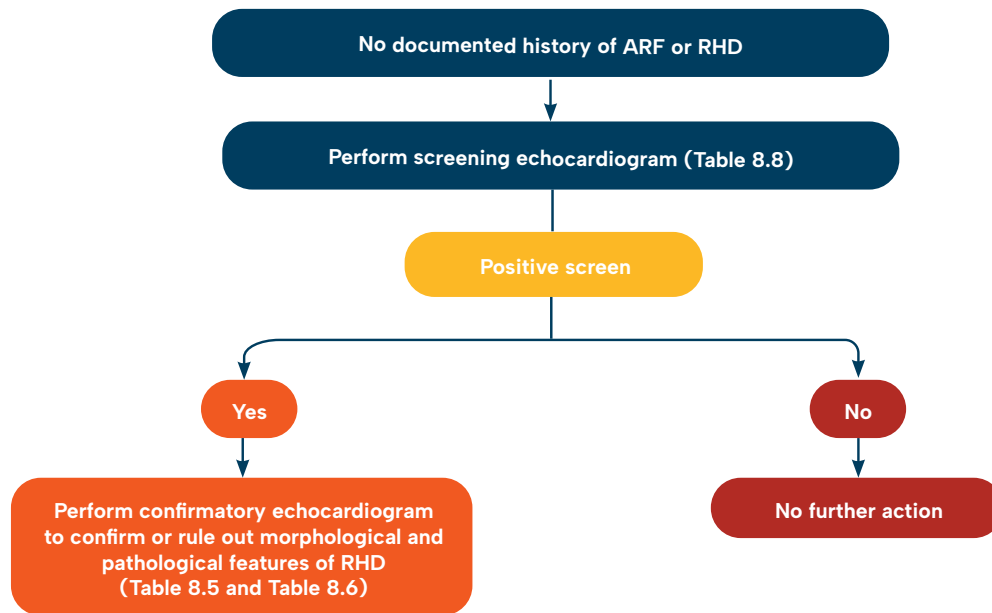 No documented history of ARF or RHD
Perform screening echocardiogram (Table 8.8)
Positive screen
Yes
No
Perform confirmatory echocardiogram
to confirm or rule out morphological and
pathological features of RHD
(Table 8.5 and Table 8.6)
No further action